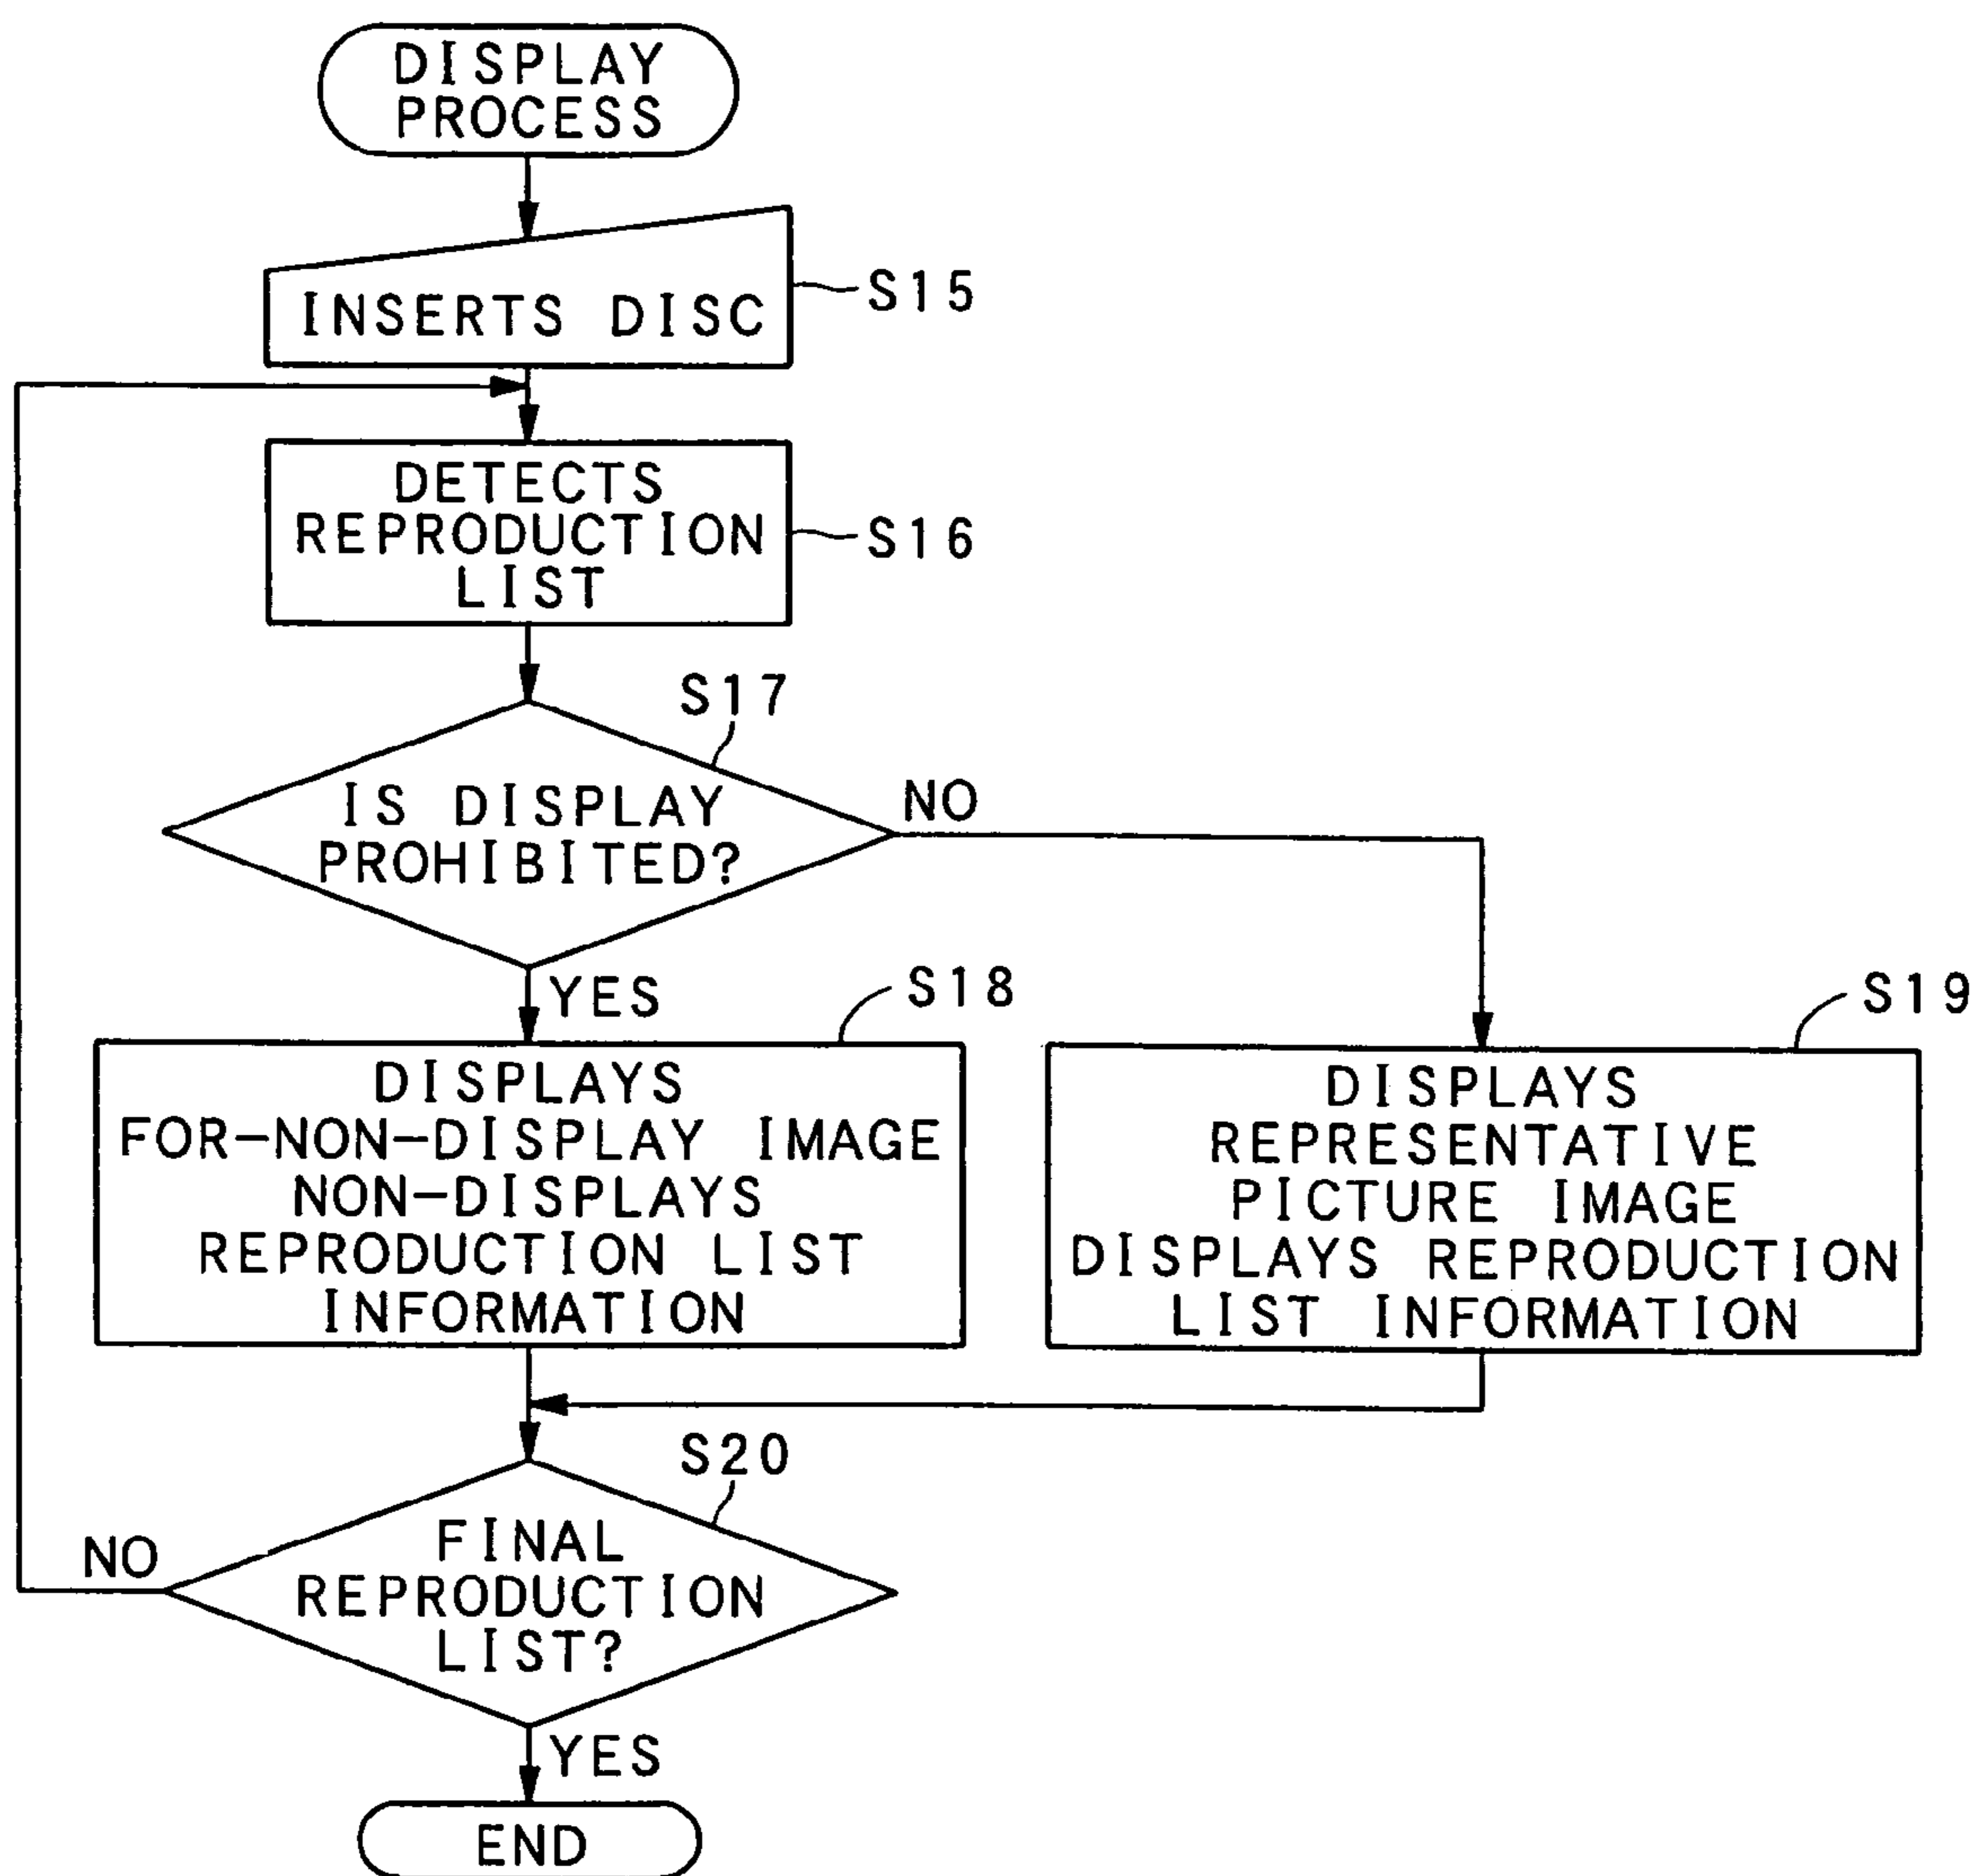 DISPLAY
PROCESS
INSERTS DISC
S15
DETECTS
REPRODUCTION
LIST
S16
S17
IS DISPLAY
PROHIBITED?
NO
YES
S18
DISPLAYS
FOR-NON-DISPLAY IMAGE
NON-DISPLAYS
REPRODUCTION LIST
INFORMATION
S19
DISPLAYS
REPRESENTATIVE
PICTURE IMAGE
DISPLAYS REPRODUCTION
LIST INFORMATION
S20
FINAL
REPRODUCTION
LIST?
NO
YES
END